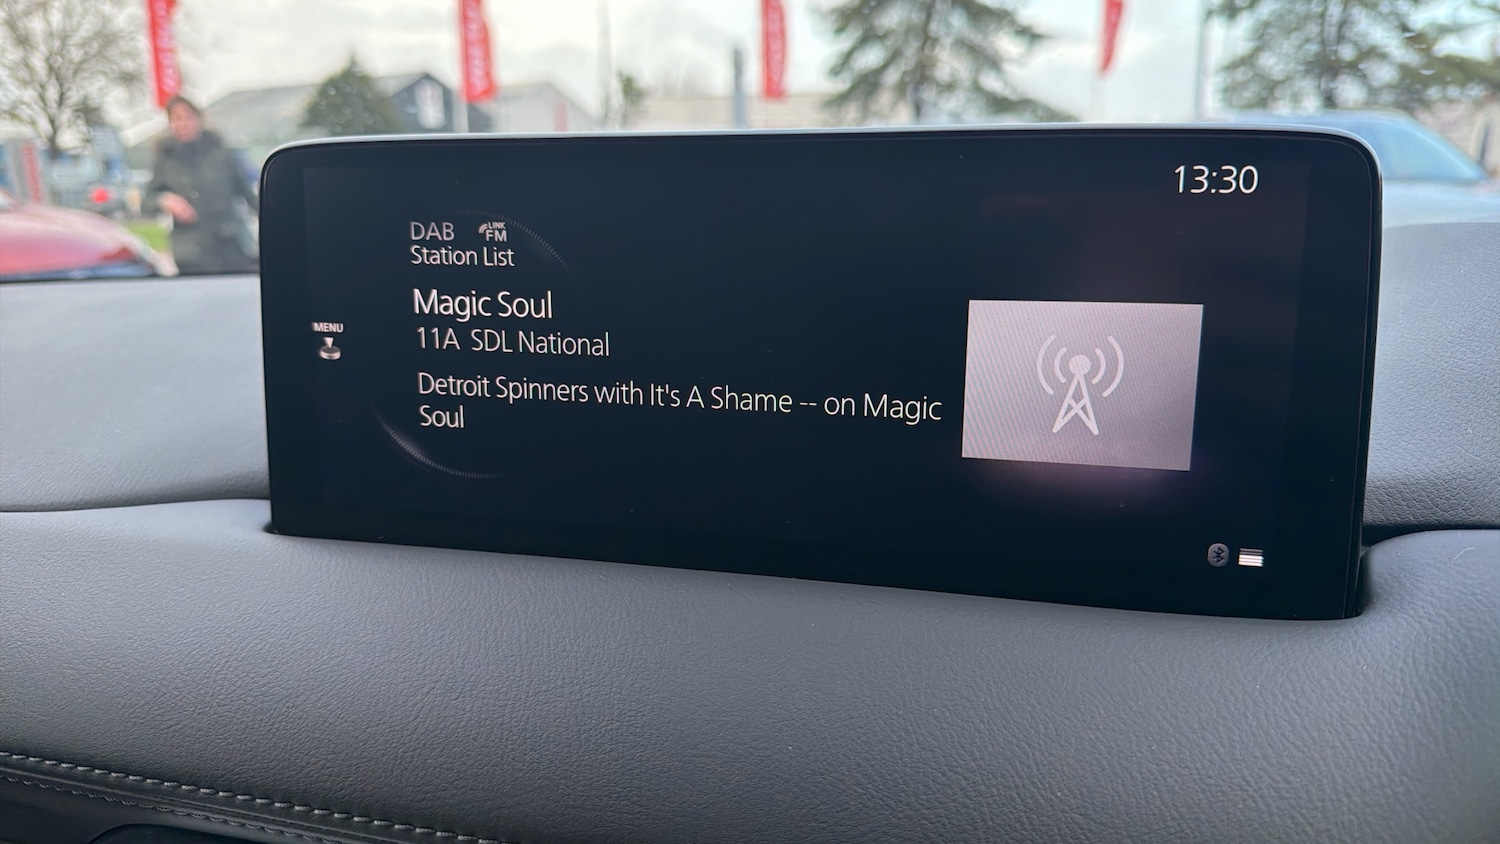 13:30
DAB LINK FM
Station List
Magic Soul
11A SDL National
MENU
Detroit Spinners with It's A Shame -- on Magic
Soul